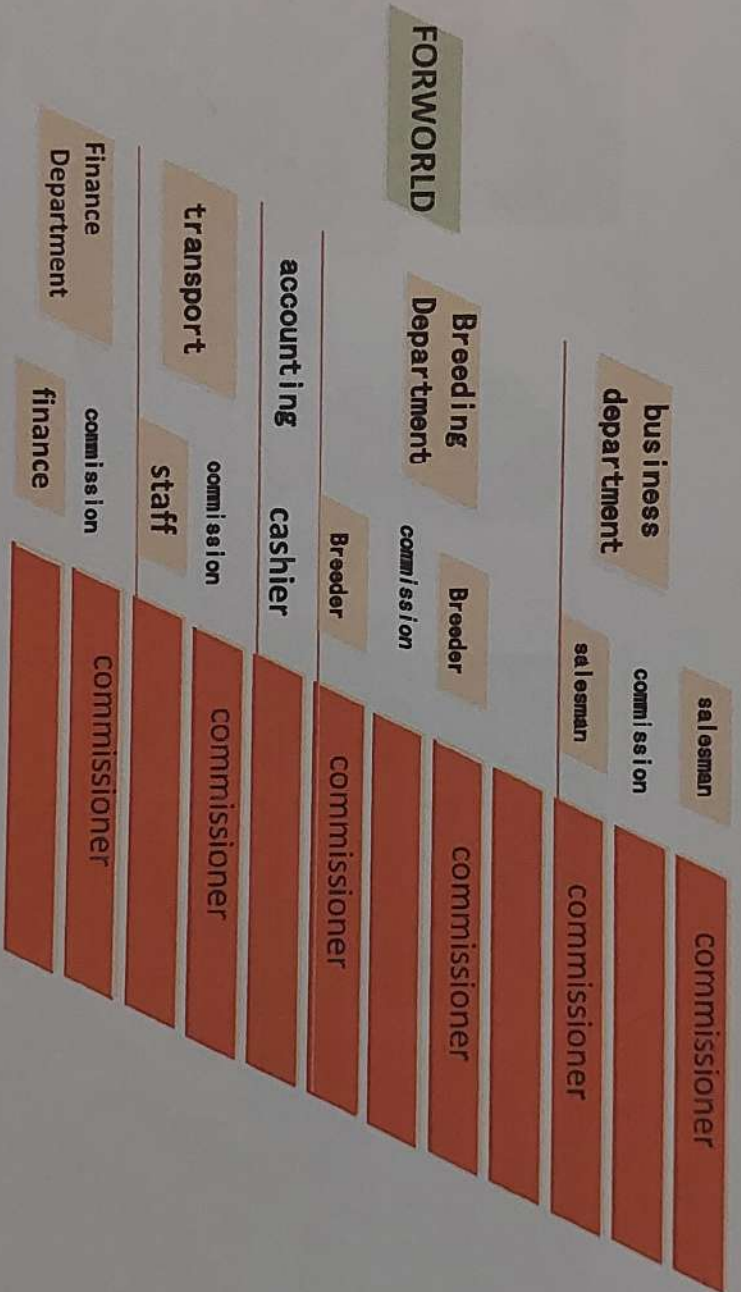 FORWORLD
business
department
salesman
commission
salesman
Breeding
Department
Breeder
commission
Breeder
accounting
cashier
transport
commission
staff
Finance
Department
commission
finance
commissioner
commissioner
commissioner
commissioner
commissioner
commissioner